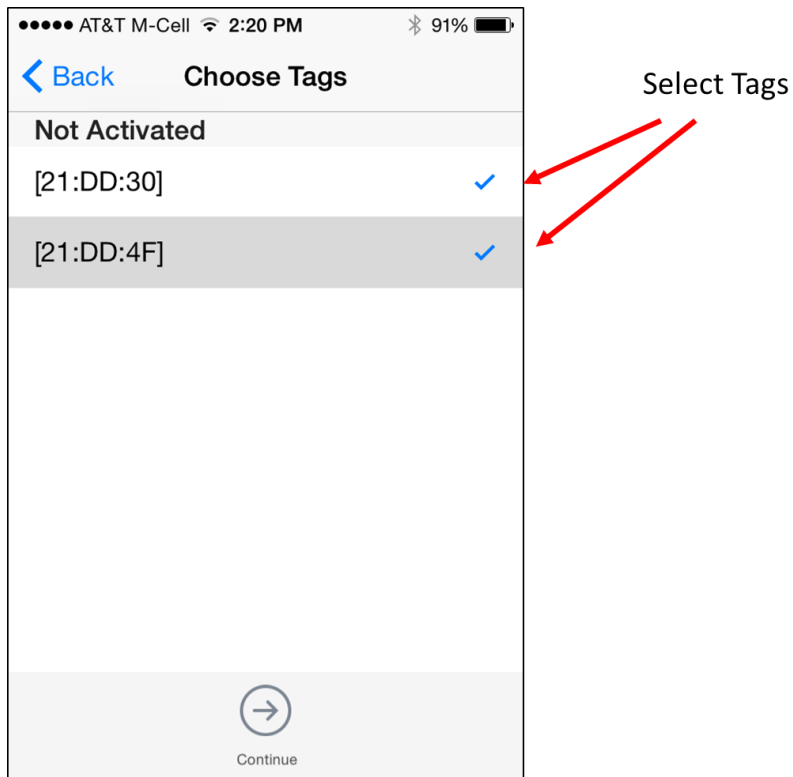 AT&T M-Cell 2:20 PM 91%
Back Choose Tags
Select Tags
Not Activated
[21:DD:30]
[21:DD:4F]
Continue